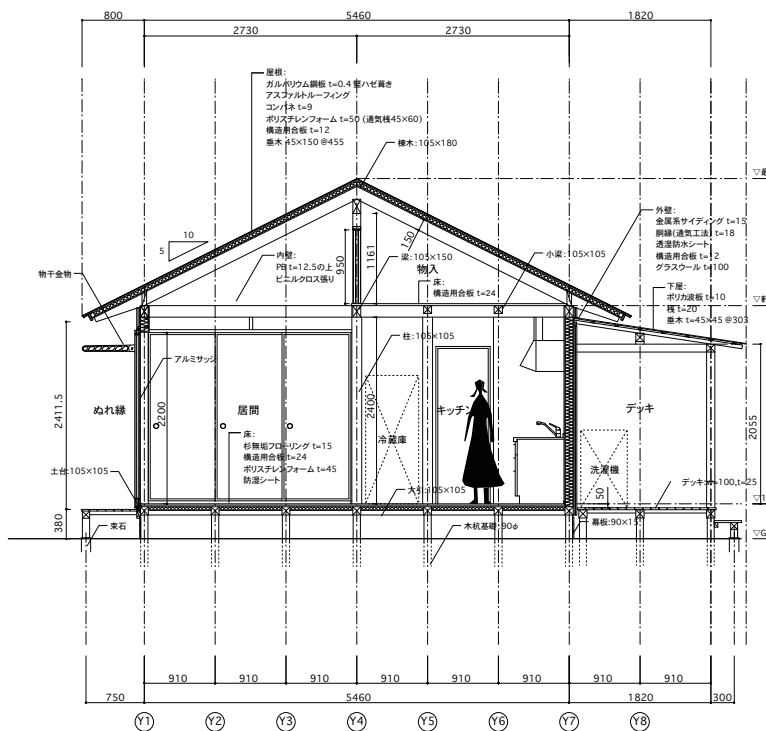 800
5460
1820
2730
2730
屋根:
ガルバリウム鋼板 t=0.4 竪ハゼ葺き
アスファルトルーフィング
コンパネ t=9
ポリスチレンフォーム t=50 (通気桟45×60)
構造用合板 t=12
垂木 45×150 @455
棟木:105×180
▽最
外壁:
金属系サイディング t=15
胴縁(通気工法) t=18
透湿防水シート
構造用合板 t=12
グラスウール t=100
10
5
150
1161
950
内壁:
PB t=12.5の上
ビニルクロス張り
梁:105×150
小梁:105×105
物入
床:
構造用合板 t=24
物干金物
下屋:
ポリカ波板 t=10
桟 t=20
垂木 t=45×45 @303
▽軒
柱:105×105
アルミサッシ
2411.5
2200
2400
2055
ぬれ縁
居間
キッチン
デッキ
冷蔵庫
洗濯機
床:
杉無垢フローリング t=15
構造用合板 t=24
ポリスチレンフォーム t=45
防湿シート
土台:105×105
大引:105×105
50
▽1
380
束石
木杭基礎:90φ
幕板:90×15
▽G
910
910
910
910
910
910
910
910
750
5460
1820
300
Y1
Y2
Y3
Y4
Y5
Y6
Y7
Y8